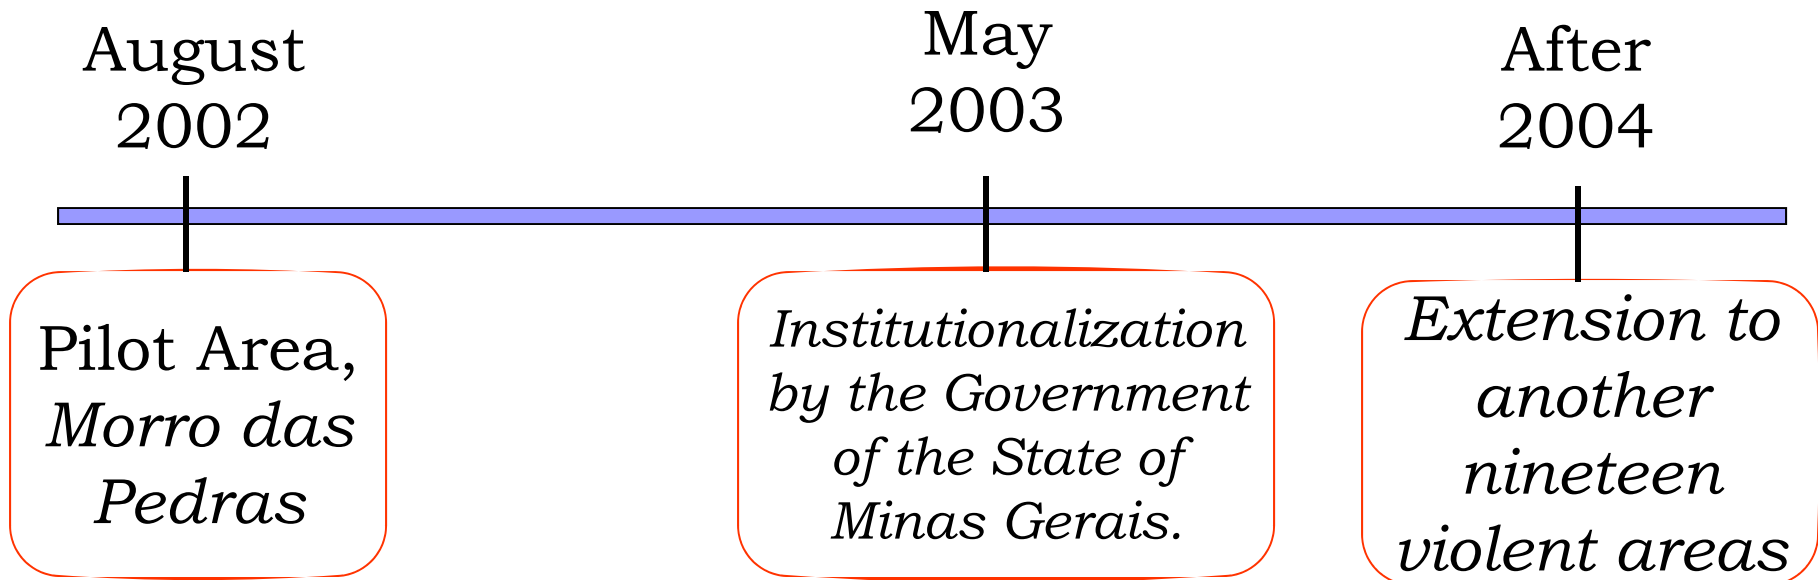 August
2002
May
2003
After
2004
Pilot Area,
Morro das
Pedras
Institutionalization
by the Government
of the State of
Minas Gerais.
Extension to
another
nineteen
violent areas